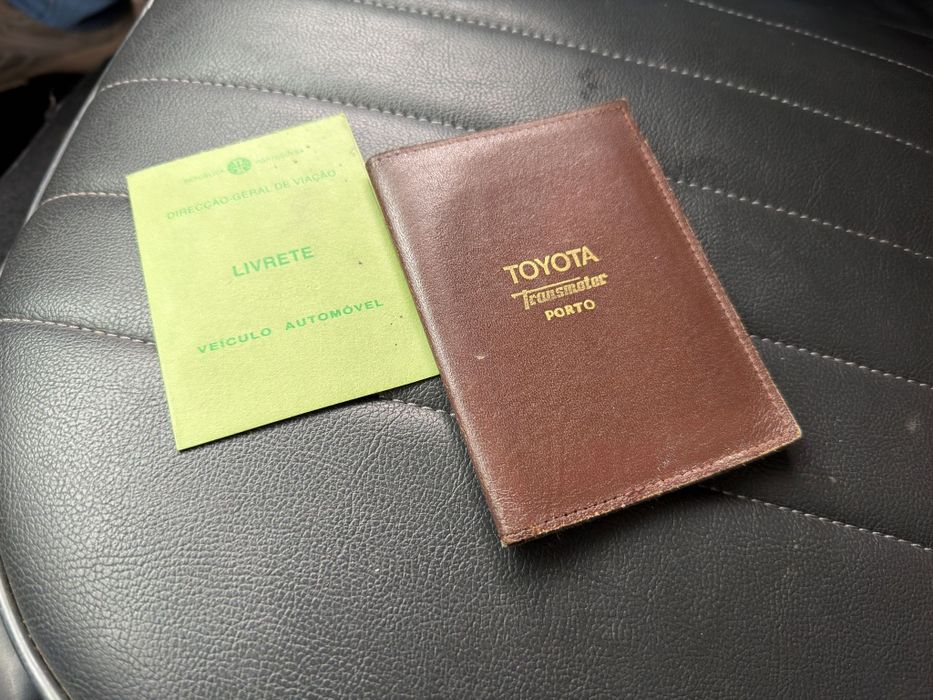 REPÚBLICA PORTUGUESA
DIRECÇÃO-GERAL DE VIAÇÃO
LIVRETE
VEÍCULO AUTOMÓVEL
TOYOTA
Transmotor
PORTO